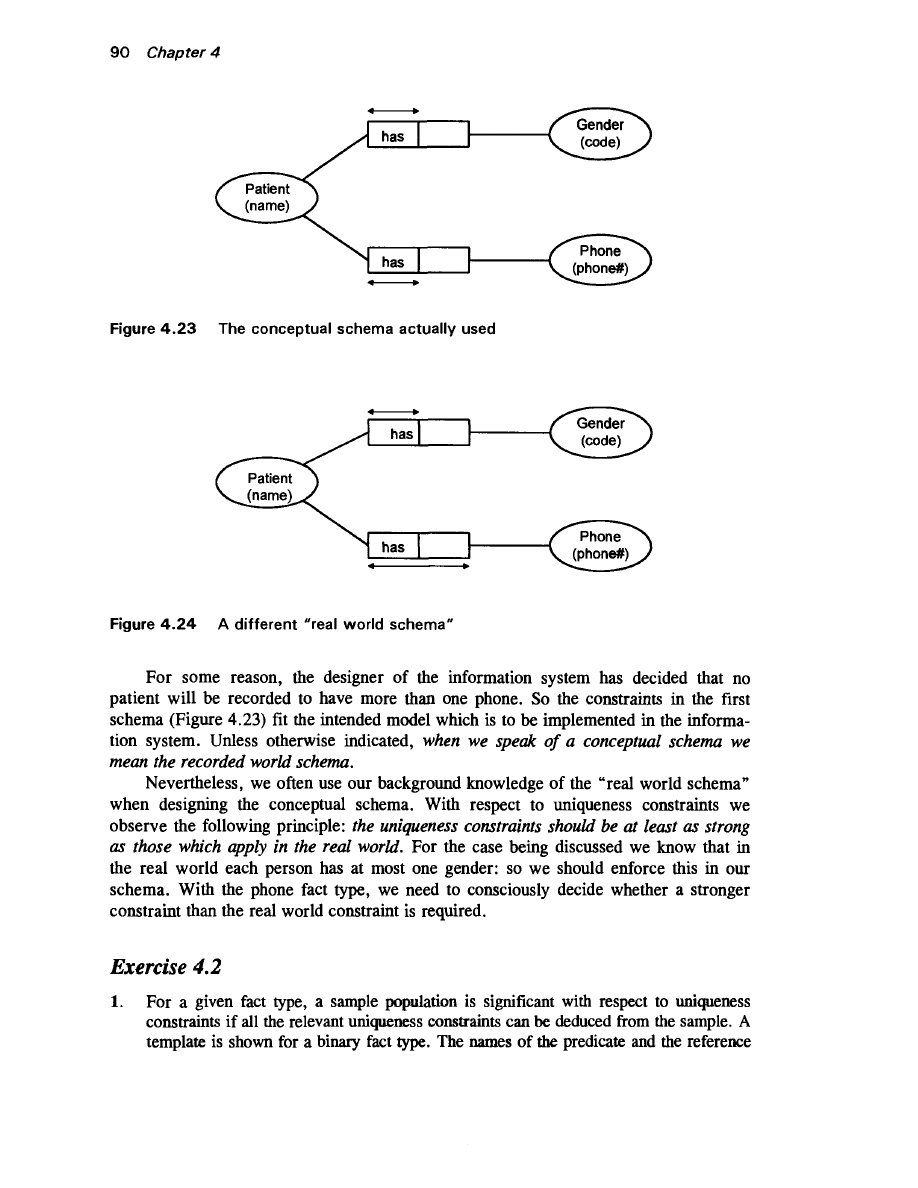 90 Chapter 4
has
Gender
(code)
Patient
(name)
has
Phone
(phone#)
Figure 4.23 The conceptual schema actually used
has
Gender
(code)
Patient
(name)
has
Phone
(phone#)
Figure 4.24 A different "real world schema"
For some reason, the designer of the information system has decided that no
patient will be recorded to have more than one phone. So the constraints in the first
schema (Figure 4.23) fit the intended model which is to be implemented in the informa-
tion system. Unless otherwise indicated, when we speak of a conceptual schema we
mean the recorded world schema.
Nevertheless, we often use our background knowledge of the "real world schema"
when designing the conceptual schema. With respect to uniqueness constraints we
observe the following principle: the uniqueness constraints should be at least as strong
as those which apply in the real world. For the case being discussed we know that in
the real world each person has at most one gender: so we should enforce this in our
schema. With the phone fact type, we need to consciously decide whether a stronger
constraint than the real world constraint is required.
Exercise 4.2
1. For a given fact type, a sample population is significant with respect to uniqueness
constraints if all the relevant uniqueness constraints can be deduced from the sample. A
template is shown for a binary fact type. The names of the predicate and the reference